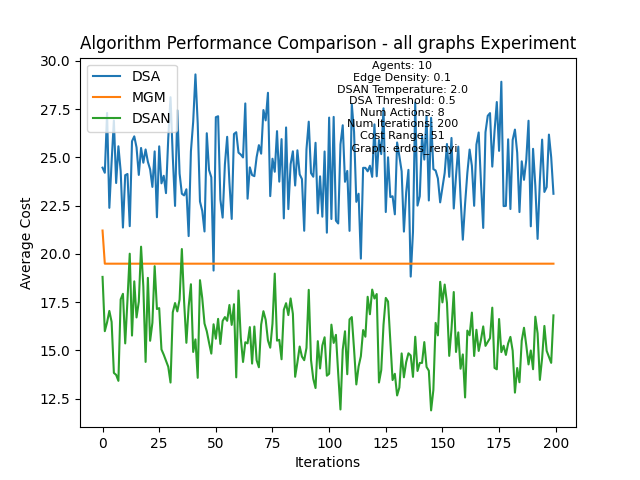 Algorithm Performance Comparison - all graphs Experiment
DSA
MGM
DSAN
Agents: 10
Edge Density: 0.1
DSAN Temperature: 2.0
DSA Threshold: 0.5
Num Actions: 8
Num Iterations: 200
Cost Range: 51
Graph: erdos_renyi
Average Cost
30.0
27.5
25.0
22.5
20.0
17.5
15.0
12.5
0 25 50 75 100 125 150 175 200
Iterations